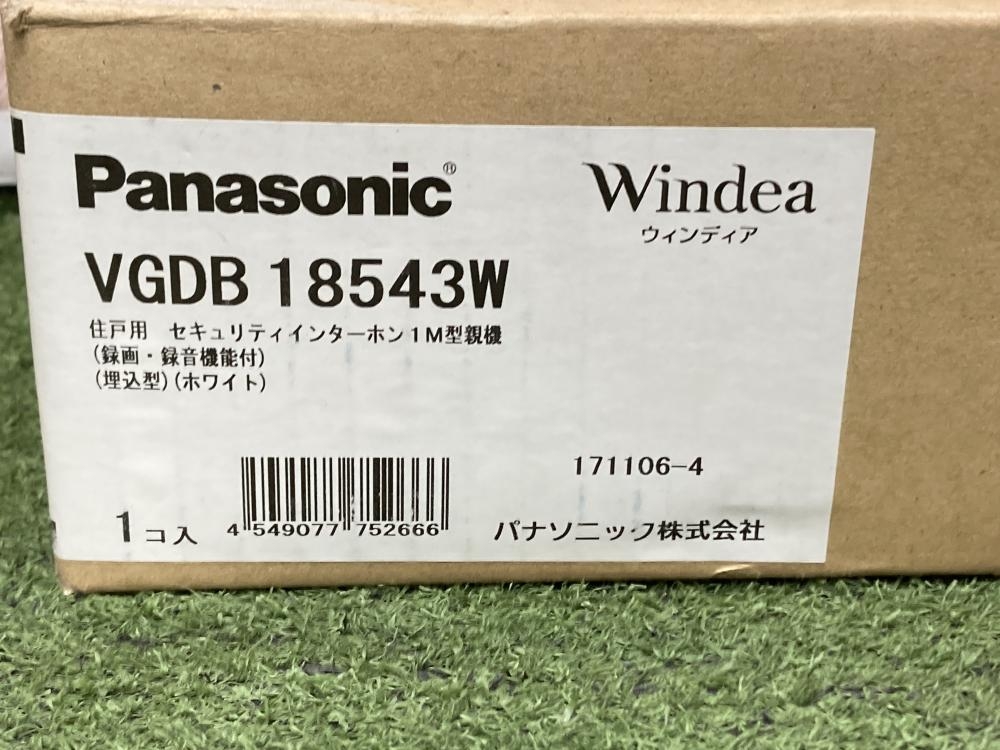 Panasonic®
Windea
ウィンディア
VGDB 18543W
住戸用 セキュリティインターホン1M型親機
(録画・録音機能付)
(埋込型)(ホワイト)
171106-4
1コ入
4 549077 752666
パナソニック株式会社